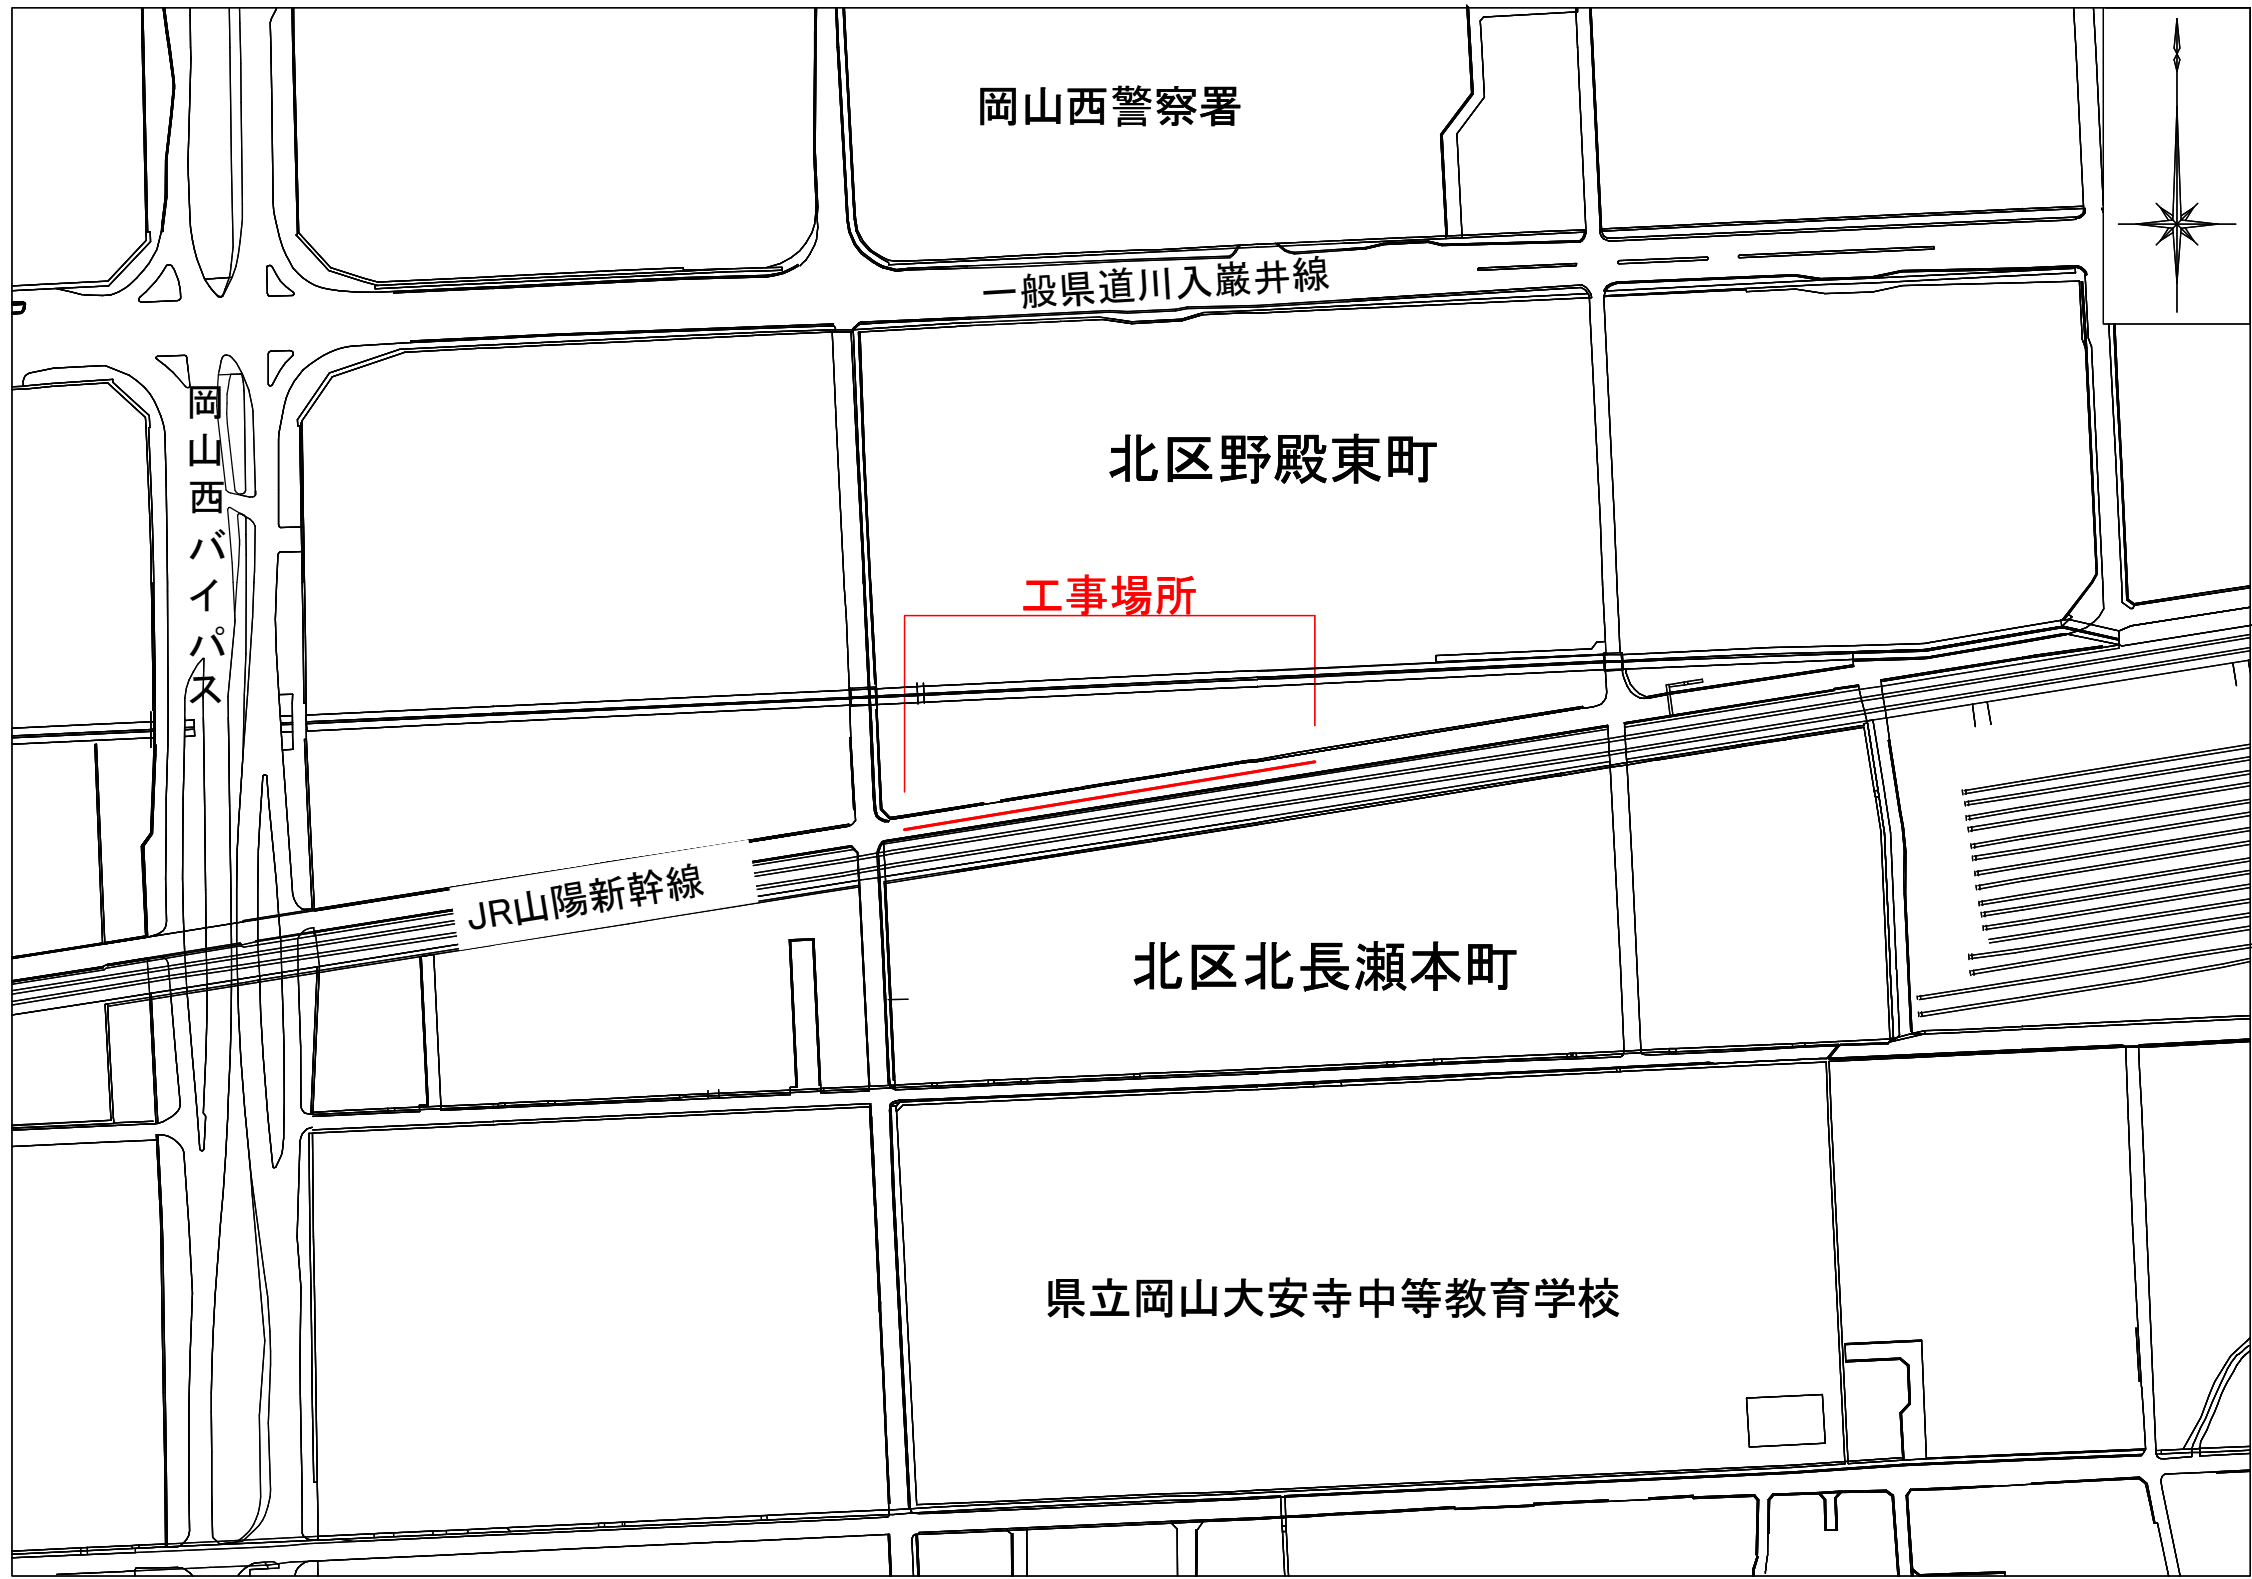 岡山西警察署
一般県道川入巌井線
岡山西バイパス
北区野殿東町
工事場所
JR山陽新幹線
北区北長瀬本町
県立岡山大安寺中等教育学校